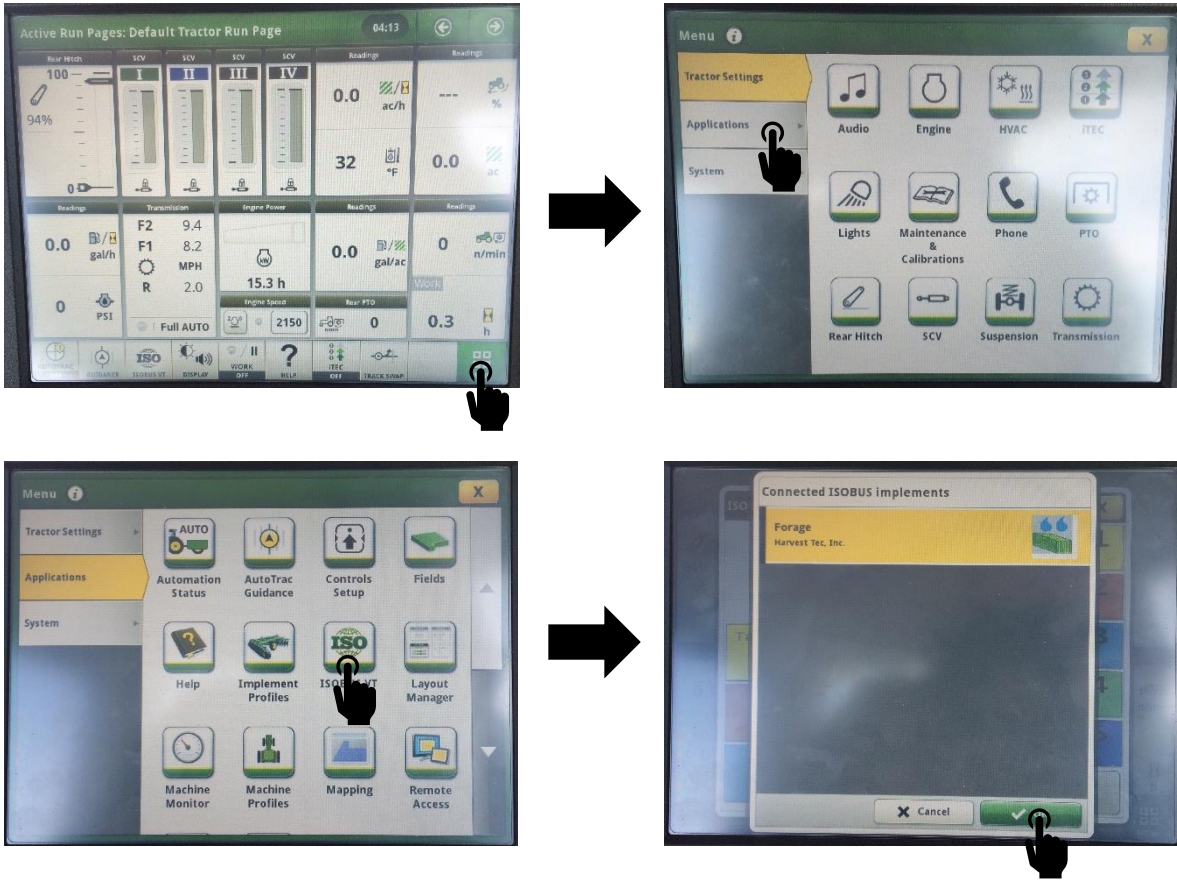 Active Run Pages: Default Tractor Run Page
04:13
Rear Hitch
SCV
SCV
SCV
SCV
Readings
Readings
100
I
II
III
IV
94%
0
0.0
ac/h
32
°F
---
%
0.0
ac
Readings
Transmission
Engine Power
Readings
Readings
0.0
gal/h
0
PSI
F2 9.4
F1 8.2
MPH
R 2.0
Full AUTO
kW
15.3 h
Engine Speed
2150
0.0
gal/ac
Rear PTO
0
0
n/min
Work
0.3
h
GUIDANCE
ISO
ISOBUS VT
DISPLAY
WORK
OFF
?
HELP
iTEC
OFF
TRACK SWAP
Menu i
X
Tractor Settings
Applications
System
Audio
Engine
HVAC
iTEC
Lights
Maintenance
&
Calibrations
Phone
PTO
Rear Hitch
SCV
Suspension
Transmission
Menu i
X
Tractor Settings
Applications
System
AUTO
Automation
Status
AutoTrac
Guidance
Controls
Setup
Fields
?
Help
Implement
Profiles
ISO
Layout
Manager
Machine
Monitor
Machine
Profiles
Mapping
Remote
Access
Connected ISOBUS implements
Forage
Harvest Tec, Inc.
Cancel